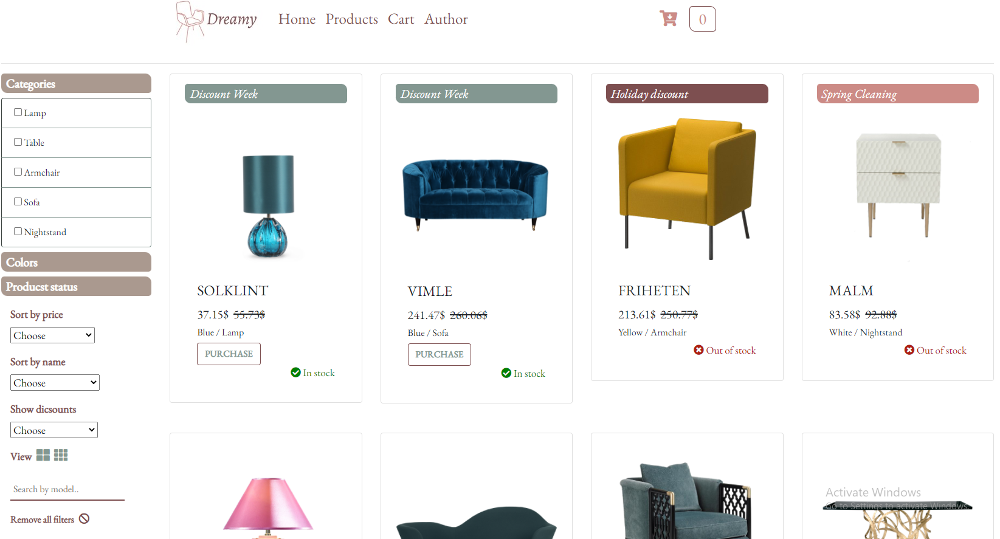 Dreamy
Home Products Cart Author
0
Categories
Lamp
Table
Armchair
Sofa
Nightstand
Colors
Producst status
Sort by price
Choose
Sort by name
Choose
Show dicsounts
Choose
View
Search by model..
Remove all filters
Discount Week
SOLKLINT
37.15$ 55.73$
Blue / Lamp
PURCHASE
In stock
Discount Week
VIMLE
241.47$ 260.06$
Blue / Sofa
PURCHASE
In stock
Holiday discount
FRIHETEN
213.61$ 250.77$
Yellow / Armchair
Out of stock
Spring Cleaning
MALM
83.58$ 92.88$
White / Nightstand
Out of stock
Activate Windows
Go to Settings to activate Windows.